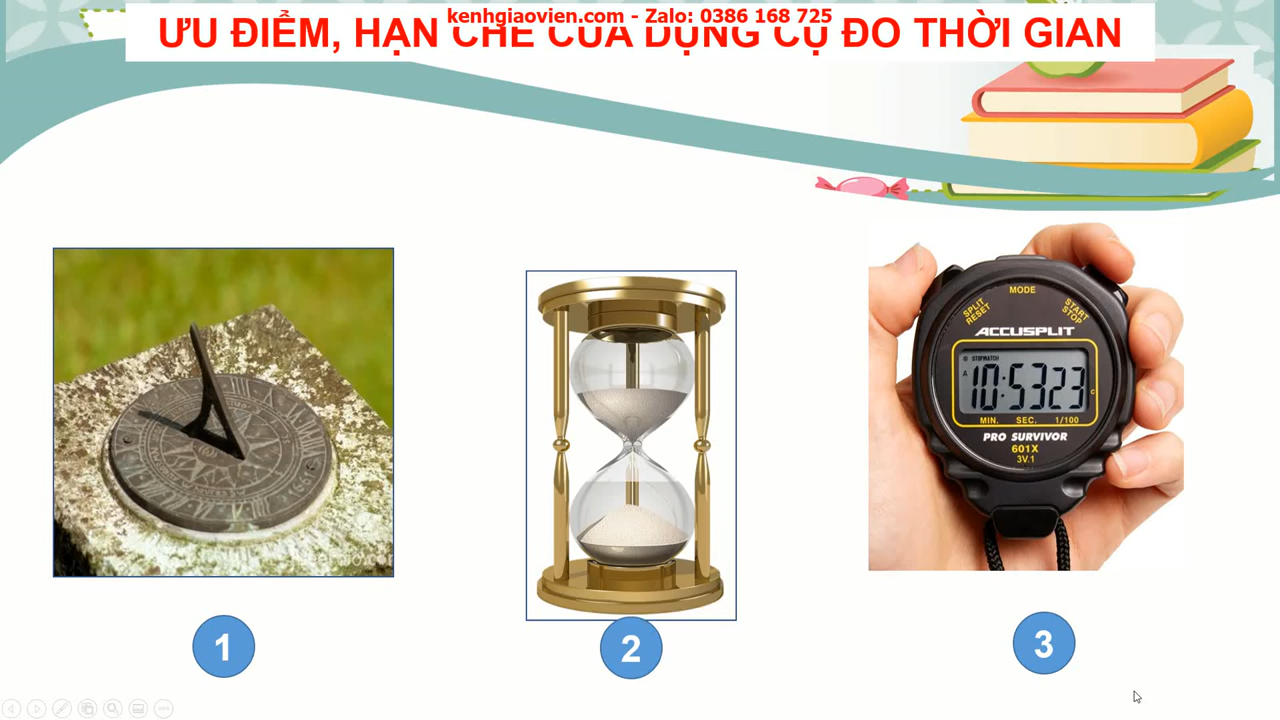 kenhgiaovien.com - Zalo: 0386 168 725
ƯU ĐIỂM, HẠN CHẾ CỦA DỤNG CỤ ĐO THỜI GIAN
MODE
SPLIT
RESET
START
STOP
ACCUSPLIT
STOPWATCH
A
10:5323
C
MIN. SEC. 1/100
PRO SURVIVOR
601X
3V.1
1
2
3